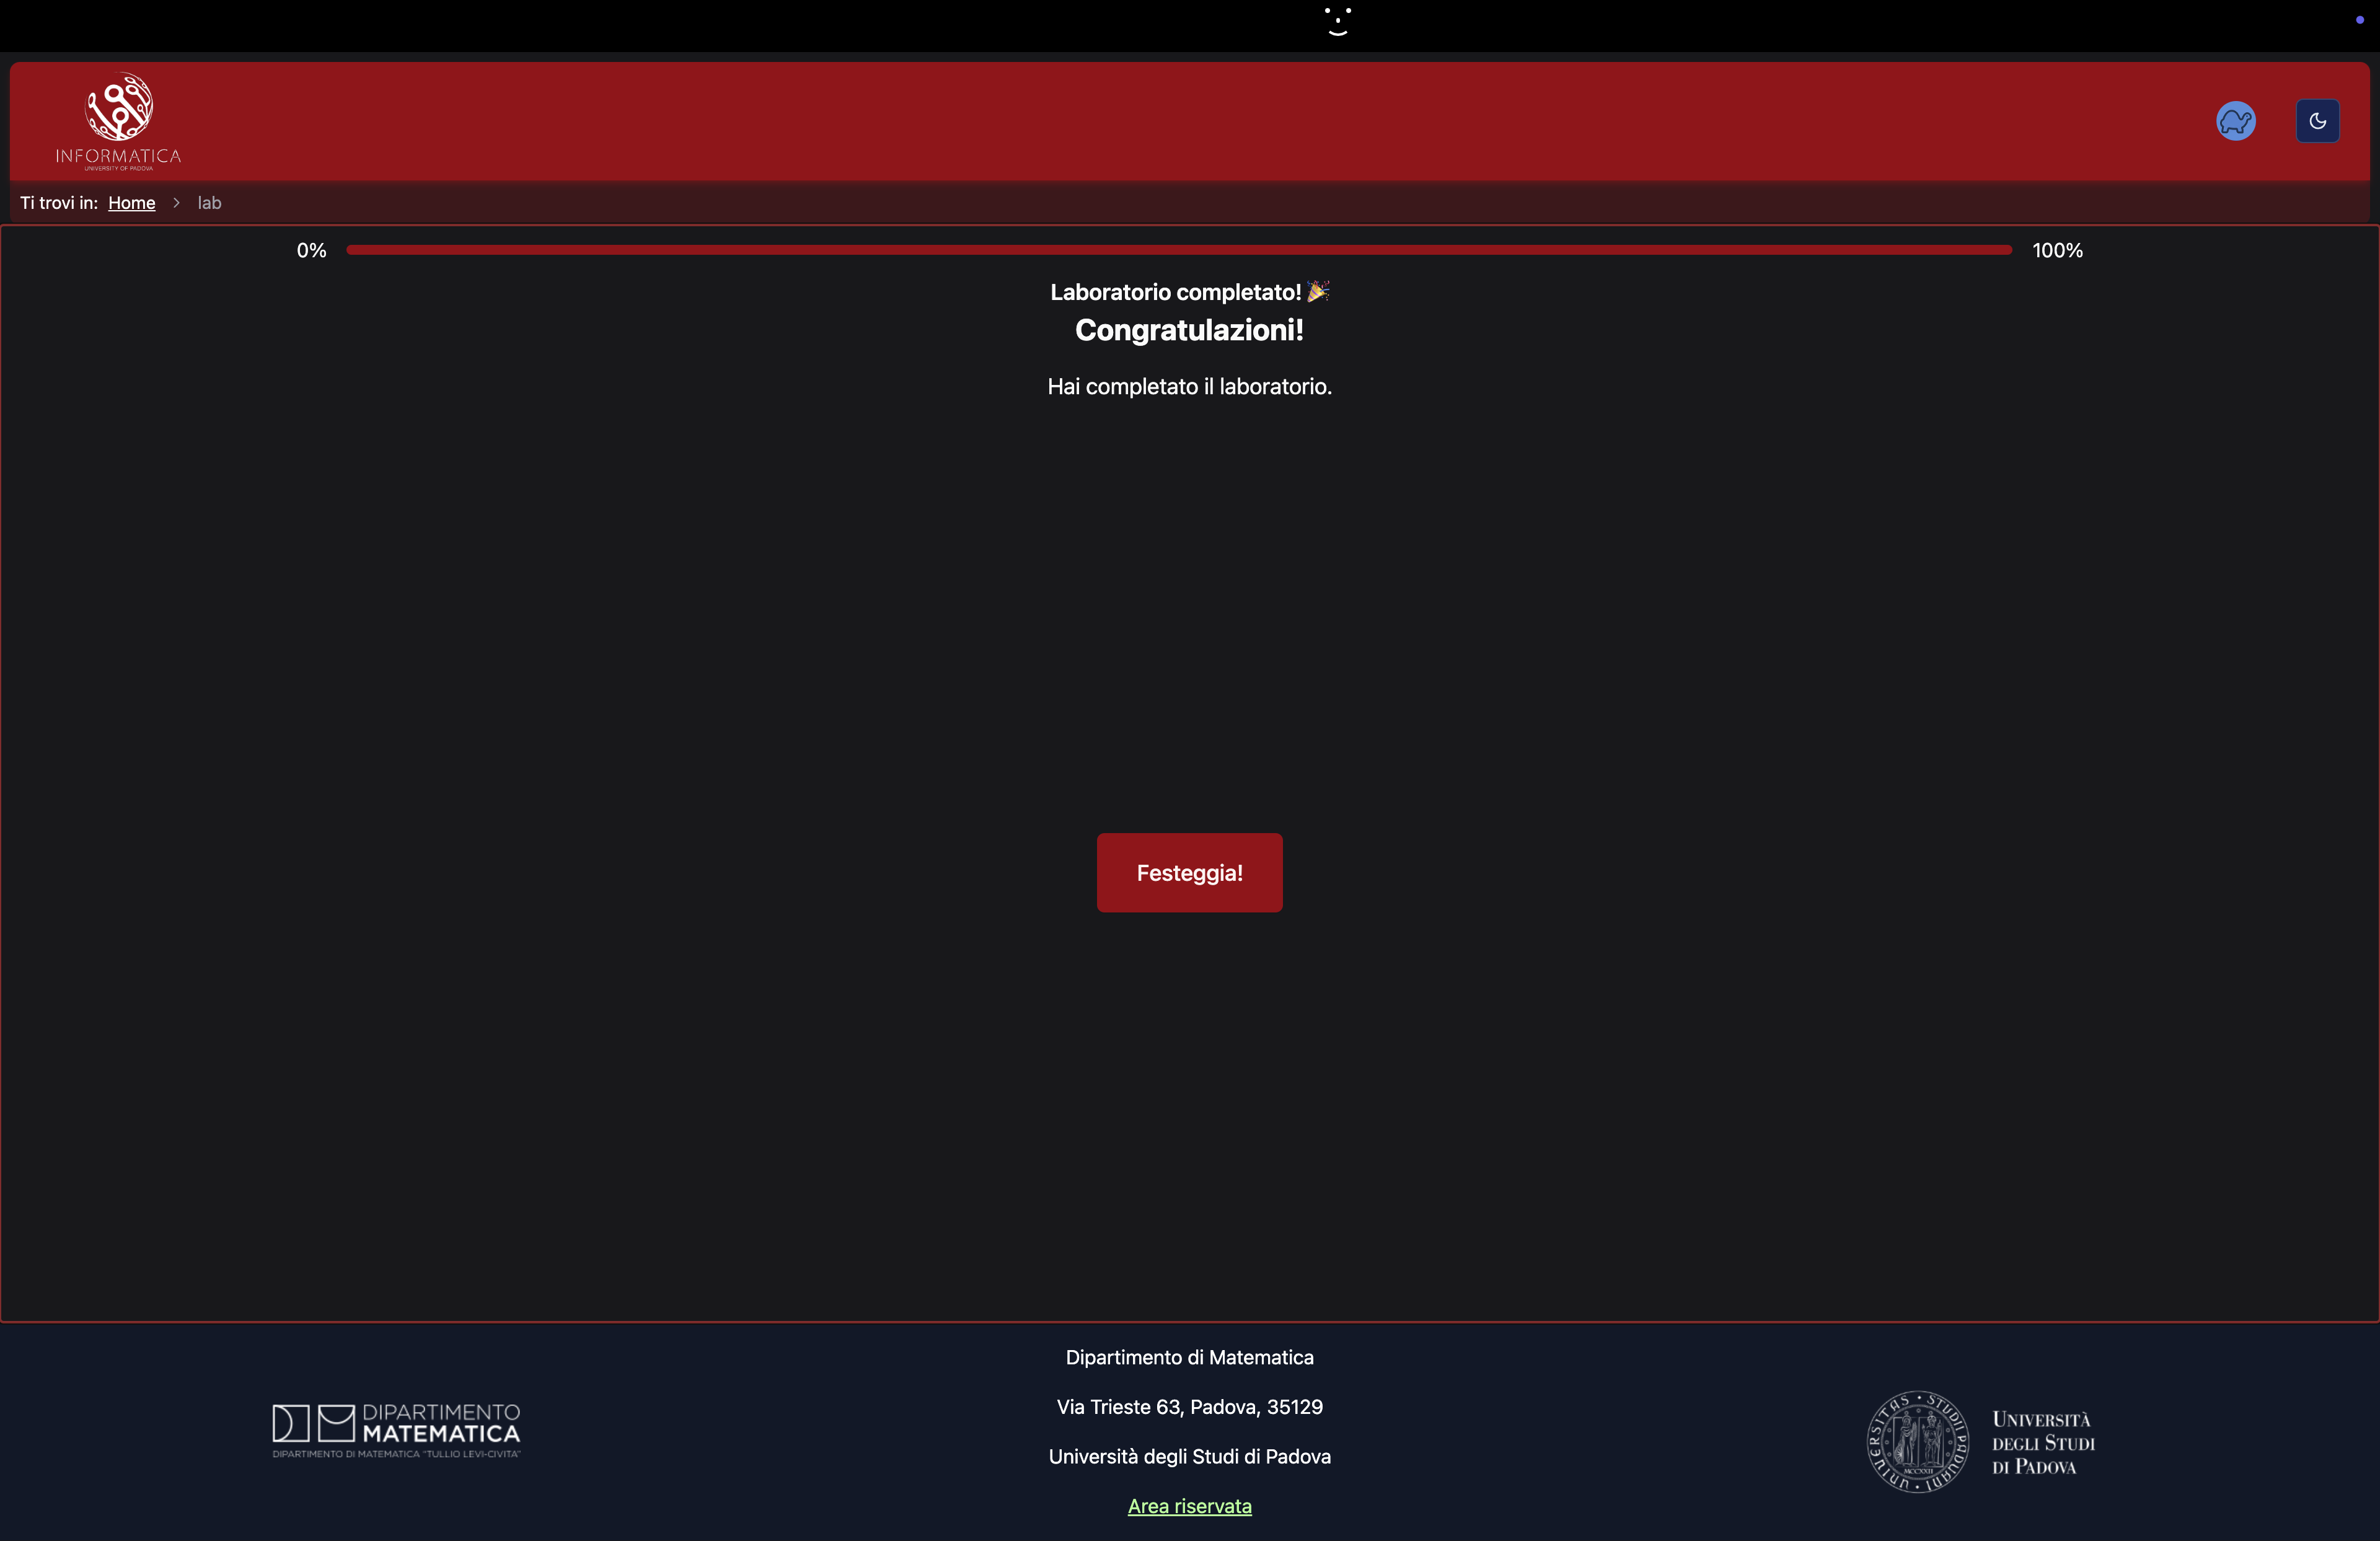 INFORMATICA
UNIVERSITY OF PADOVA
Ti trovi in: Home > lab
0% 100%
Laboratorio completato! 🎉
Congratulazioni!
Hai completato il laboratorio.
Festeggia!
DIPARTIMENTO
MATEMATICA
DIPARTIMENTO DI MATEMATICA "TULLIO LEVI-CIVITA"
Dipartimento di Matematica
Via Trieste 63, Padova, 35129
Università degli Studi di Padova
Area riservata
UNIVERSITAS STUDII PADUANI
MCCXXII
UNIVERSITÀ
DEGLI STUDI
DI PADOVA